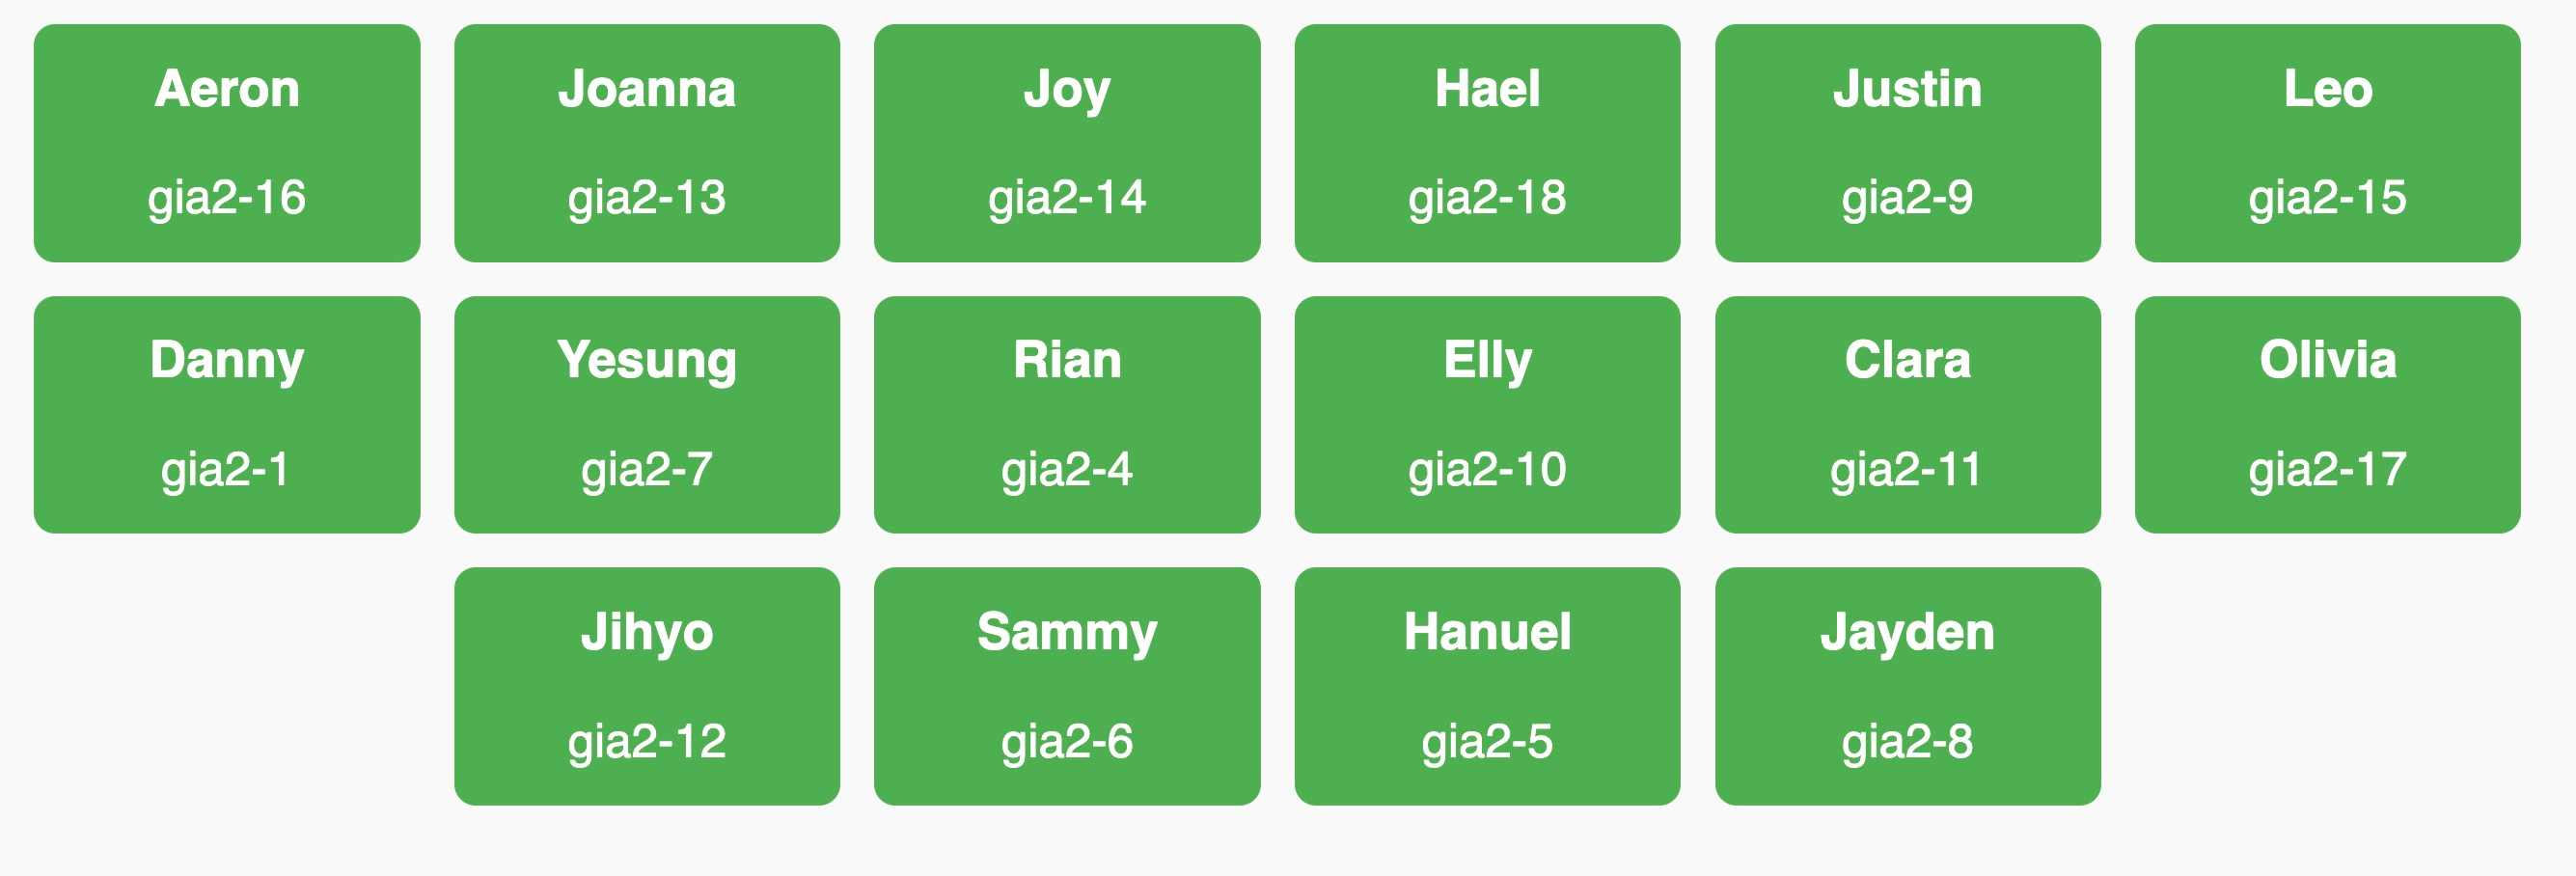 Aeron
gia2-16
Joanna
gia2-13
Joy
gia2-14
Hael
gia2-18
Justin
gia2-9
Leo
gia2-15
Danny
gia2-1
Yesung
gia2-7
Rian
gia2-4
Elly
gia2-10
Clara
gia2-11
Olivia
gia2-17
Jihyo
gia2-12
Sammy
gia2-6
Hanuel
gia2-5
Jayden
gia2-8